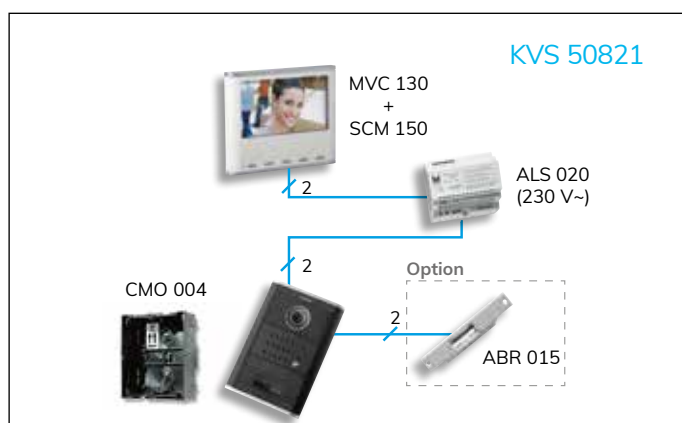 KVS 50821
MVC 130
+
SCM 150
2
ALS 020
(230 V~)
2
CMO 004
Option
2
ABR 015